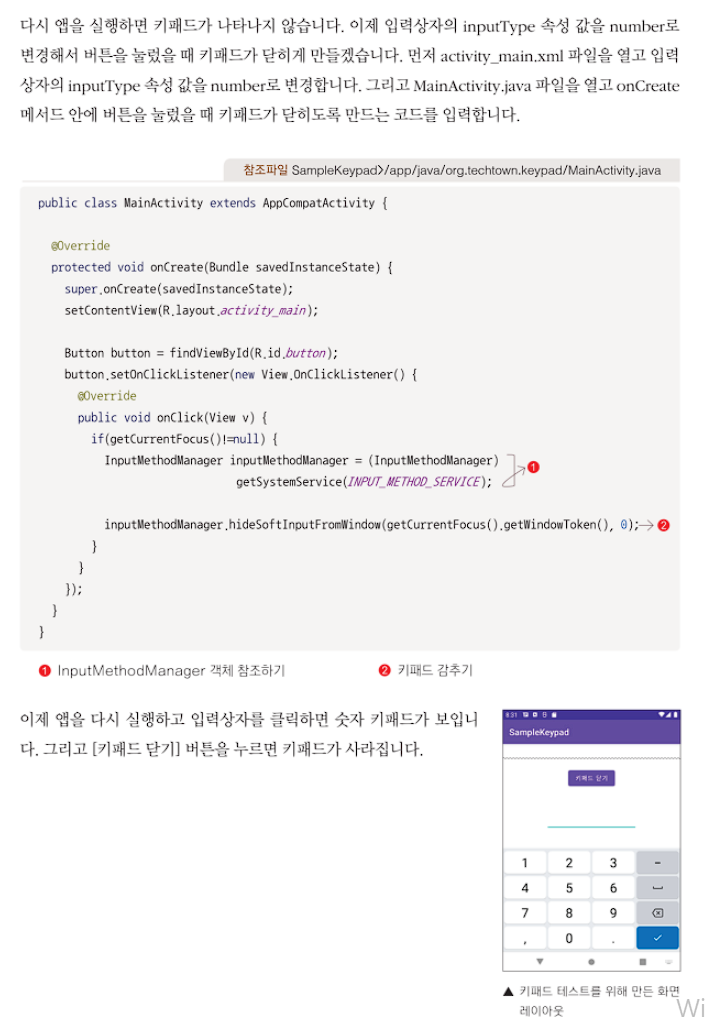 다시 앱을 실행하면 키패드가 나타나지 않습니다. 이제 입력상자의 inputType 속성 값을 number로
변경해서 버튼을 눌렀을 때 키패드가 닫히게 만들겠습니다. 먼저 activity_main.xml 파일을 열고 입력
상자의 inputType 속성 값을 number로 변경합니다. 그리고 MainActivity.java 파일을 열고 onCreate
메서드 안에 버튼을 눌렀을 때 키패드가 닫히도록 만드는 코드를 입력합니다.
참조파일 SampleKeypad>/app/java/org.techtown.keypad/MainActivity.java
public class MainActivity extends AppCompatActivity {
@Override
protected void onCreate(Bundle savedInstanceState) {
super.onCreate(savedInstanceState);
setContentView(R.layout.activity_main);
Button button = findViewById(R.id.button);
button.setOnClickListener(new View.OnClickListener() {
@Override
public void onClick(View v) {
if(getCurrentFocus()!=null) {
InputMethodManager inputMethodManager = (InputMethodManager)
getSystemService(INPUT_METHOD_SERVICE); ❶
inputMethodManager.hideSoftInputFromWindow(getCurrentFocus().getWindowToken(), 0);→ ❷
}
}
});
}
}
❶ InputMethodManager 객체 참조하기 ❷ 키패드 감추기
이제 앱을 다시 실행하고 입력상자를 클릭하면 숫자 키패드가 보입니
다. 그리고 [키패드 닫기] 버튼을 누르면 키패드가 사라집니다.
8:31
SampleKeypad
키패드 닫기
1 2 3 -
4 5 6
7 8 9
, 0 .
▲ 키패드 테스트를 위해 만든 화면
레이아웃
Wi